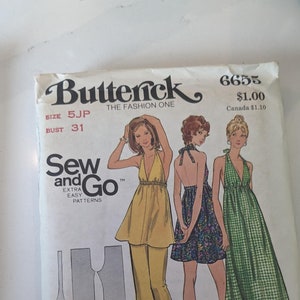 Butterick 6655
THE FASHION ONE
$1.00
Canada $1.10
SIZE 5JP
BUST 31
Sew
and
Go™
EXTRA
EASY
PATTERNS